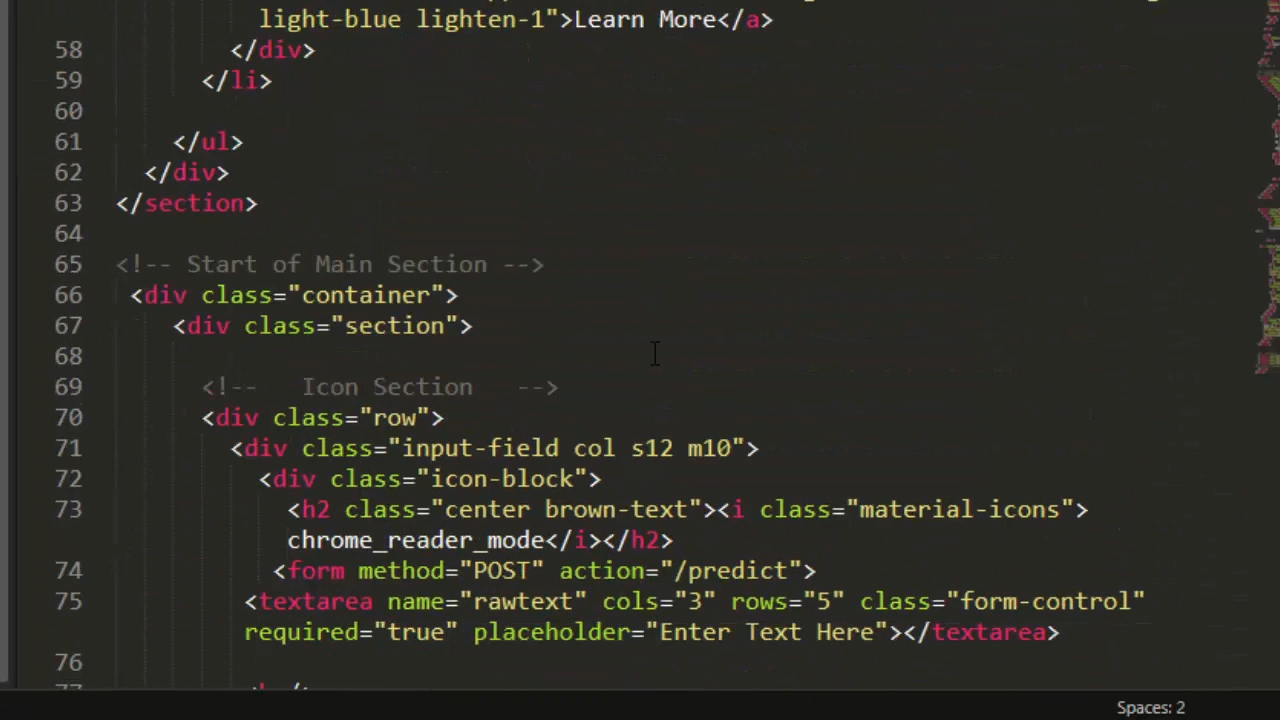 light-blue lighten-1">Learn More</a>
58 </div>
59 </li>
60
61 </ul>
62 </div>
63 </section>
64
65 <!-- Start of Main Section -->
66 <div class="container">
67 <div class="section">
68
69 <!--   Icon Section   -->
70 <div class="row">
71 <div class="input-field col s12 m10">
72 <div class="icon-block">
73 <h2 class="center brown-text"><i class="material-icons">
chrome_reader_mode</i></h2>
74 <form method="POST" action="/predict">
75 <textarea name="rawtext" cols="3" rows="5" class="form-control"
required="true" placeholder="Enter Text Here"></textarea>
76
Spaces: 2